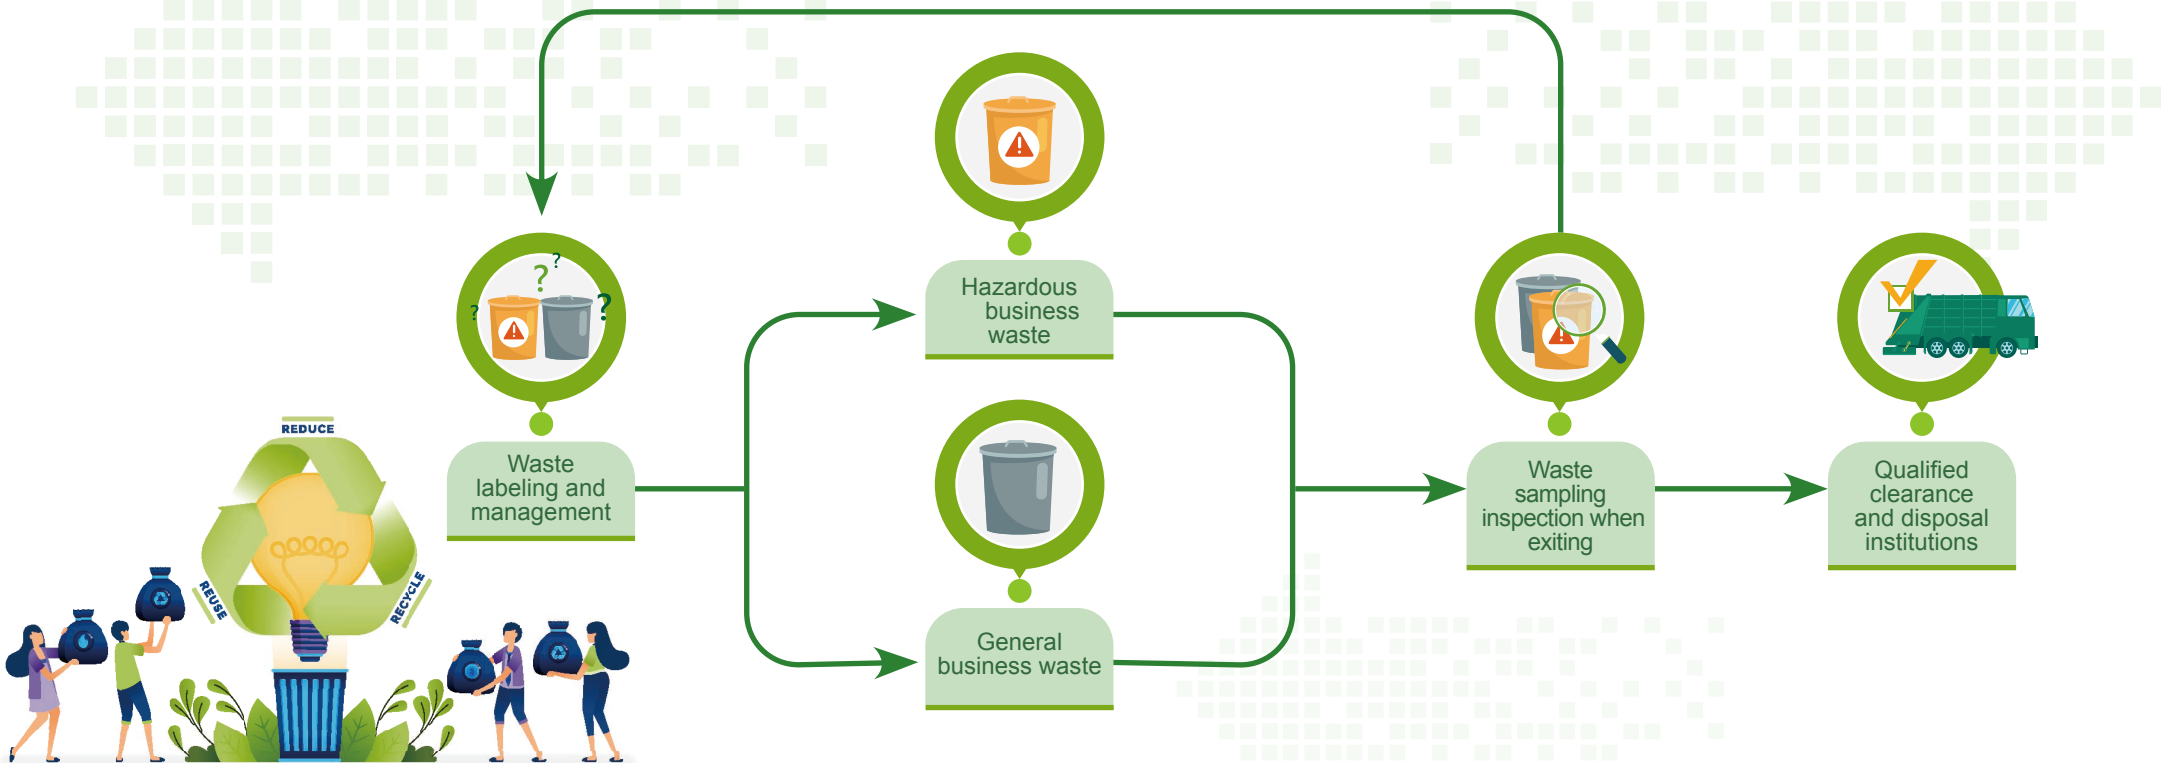 Hazardous
business
waste
REDUCE
REUSE
RECYCLE
?
?
?
?
Waste
labeling and
management
General
business waste
Waste
sampling
inspection when
exiting
Qualified
clearance
and disposal
institutions